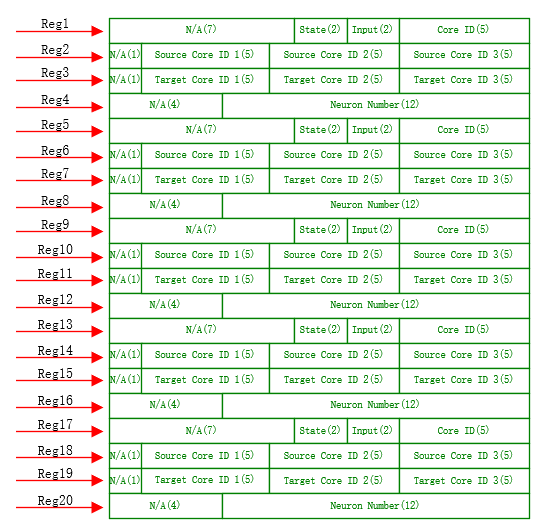 Reg1 N/A(7) State(2) Input(2) Core ID(5)
Reg2 N/A(1) Source Core ID 1(5) Source Core ID 2(5) Source Core ID 3(5)
Reg3 N/A(1) Target Core ID 1(5) Target Core ID 2(5) Target Core ID 3(5)
Reg4 N/A(4) Neuron Number(12)
Reg5 N/A(7) State(2) Input(2) Core ID(5)
Reg6 N/A(1) Source Core ID 1(5) Source Core ID 2(5) Source Core ID 3(5)
Reg7 N/A(1) Target Core ID 1(5) Target Core ID 2(5) Target Core ID 3(5)
Reg8 N/A(4) Neuron Number(12)
Reg9 N/A(7) State(2) Input(2) Core ID(5)
Reg10 N/A(1) Source Core ID 1(5) Source Core ID 2(5) Source Core ID 3(5)
Reg11 N/A(1) Target Core ID 1(5) Target Core ID 2(5) Target Core ID 3(5)
Reg12 N/A(4) Neuron Number(12)
Reg13 N/A(7) State(2) Input(2) Core ID(5)
Reg14 N/A(1) Source Core ID 1(5) Source Core ID 2(5) Source Core ID 3(5)
Reg15 N/A(1) Target Core ID 1(5) Target Core ID 2(5) Target Core ID 3(5)
Reg16 N/A(4) Neuron Number(12)
Reg17 N/A(7) State(2) Input(2) Core ID(5)
Reg18 N/A(1) Source Core ID 1(5) Source Core ID 2(5) Source Core ID 3(5)
Reg19 N/A(1) Target Core ID 1(5) Target Core ID 2(5) Target Core ID 3(5)
Reg20 N/A(4) Neuron Number(12)